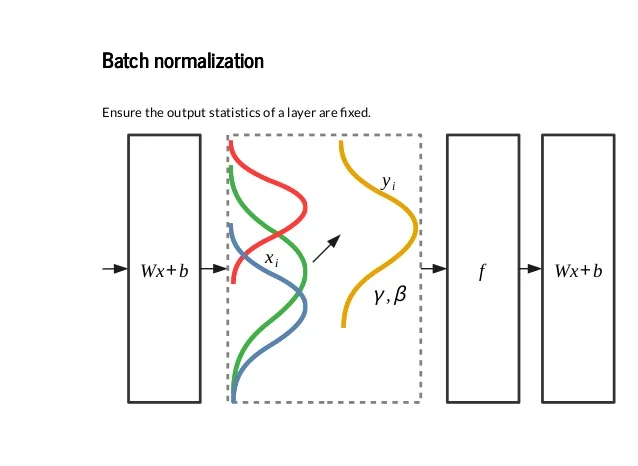 Batch normalization
Ensure the output statistics of a layer are fixed.
y_i
x_i
Wx+b
γ, β
f
Wx+b